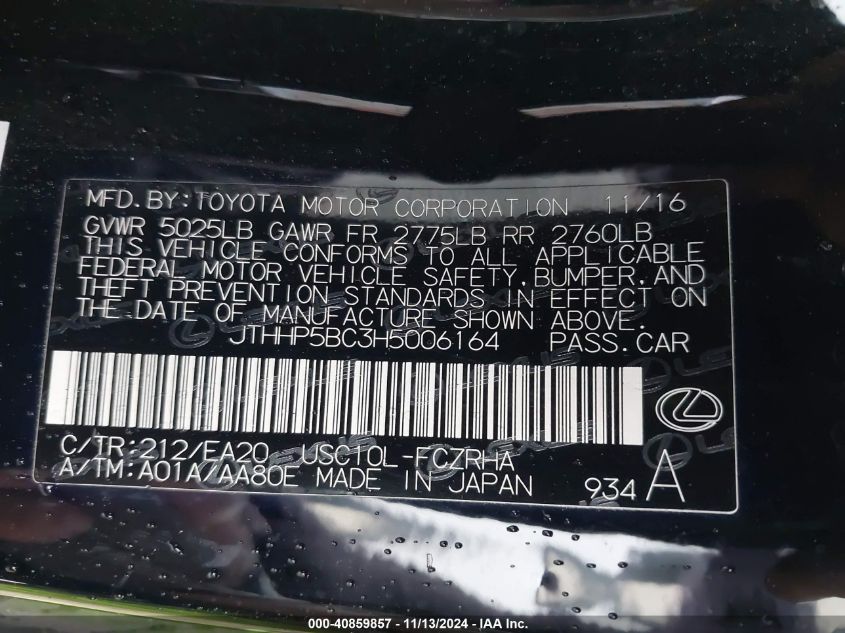 MFD.BY:TOYOTA MOTOR CORPORATION 11/16
GVWR 5025LB GAWR FR 2775LB RR 2760LB
THIS VEHICLE CONFORMS TO ALL APPLICABLE
FEDERAL MOTOR VEHICLE SAFETY,BUMPER,AND
THEFT PREVENTION STANDARDS IN EFFECT ON
THE DATE OF MANUFACTURE SHOWN ABOVE.
JTHHP5BC3H5006164 PASS.CAR
C/TR:212/EA20 USC10L-FCZRHA
A/TM:A01A/AA80E MADE IN JAPAN 934 A
000-40859857 - 11/13/2024 - IAA Inc.